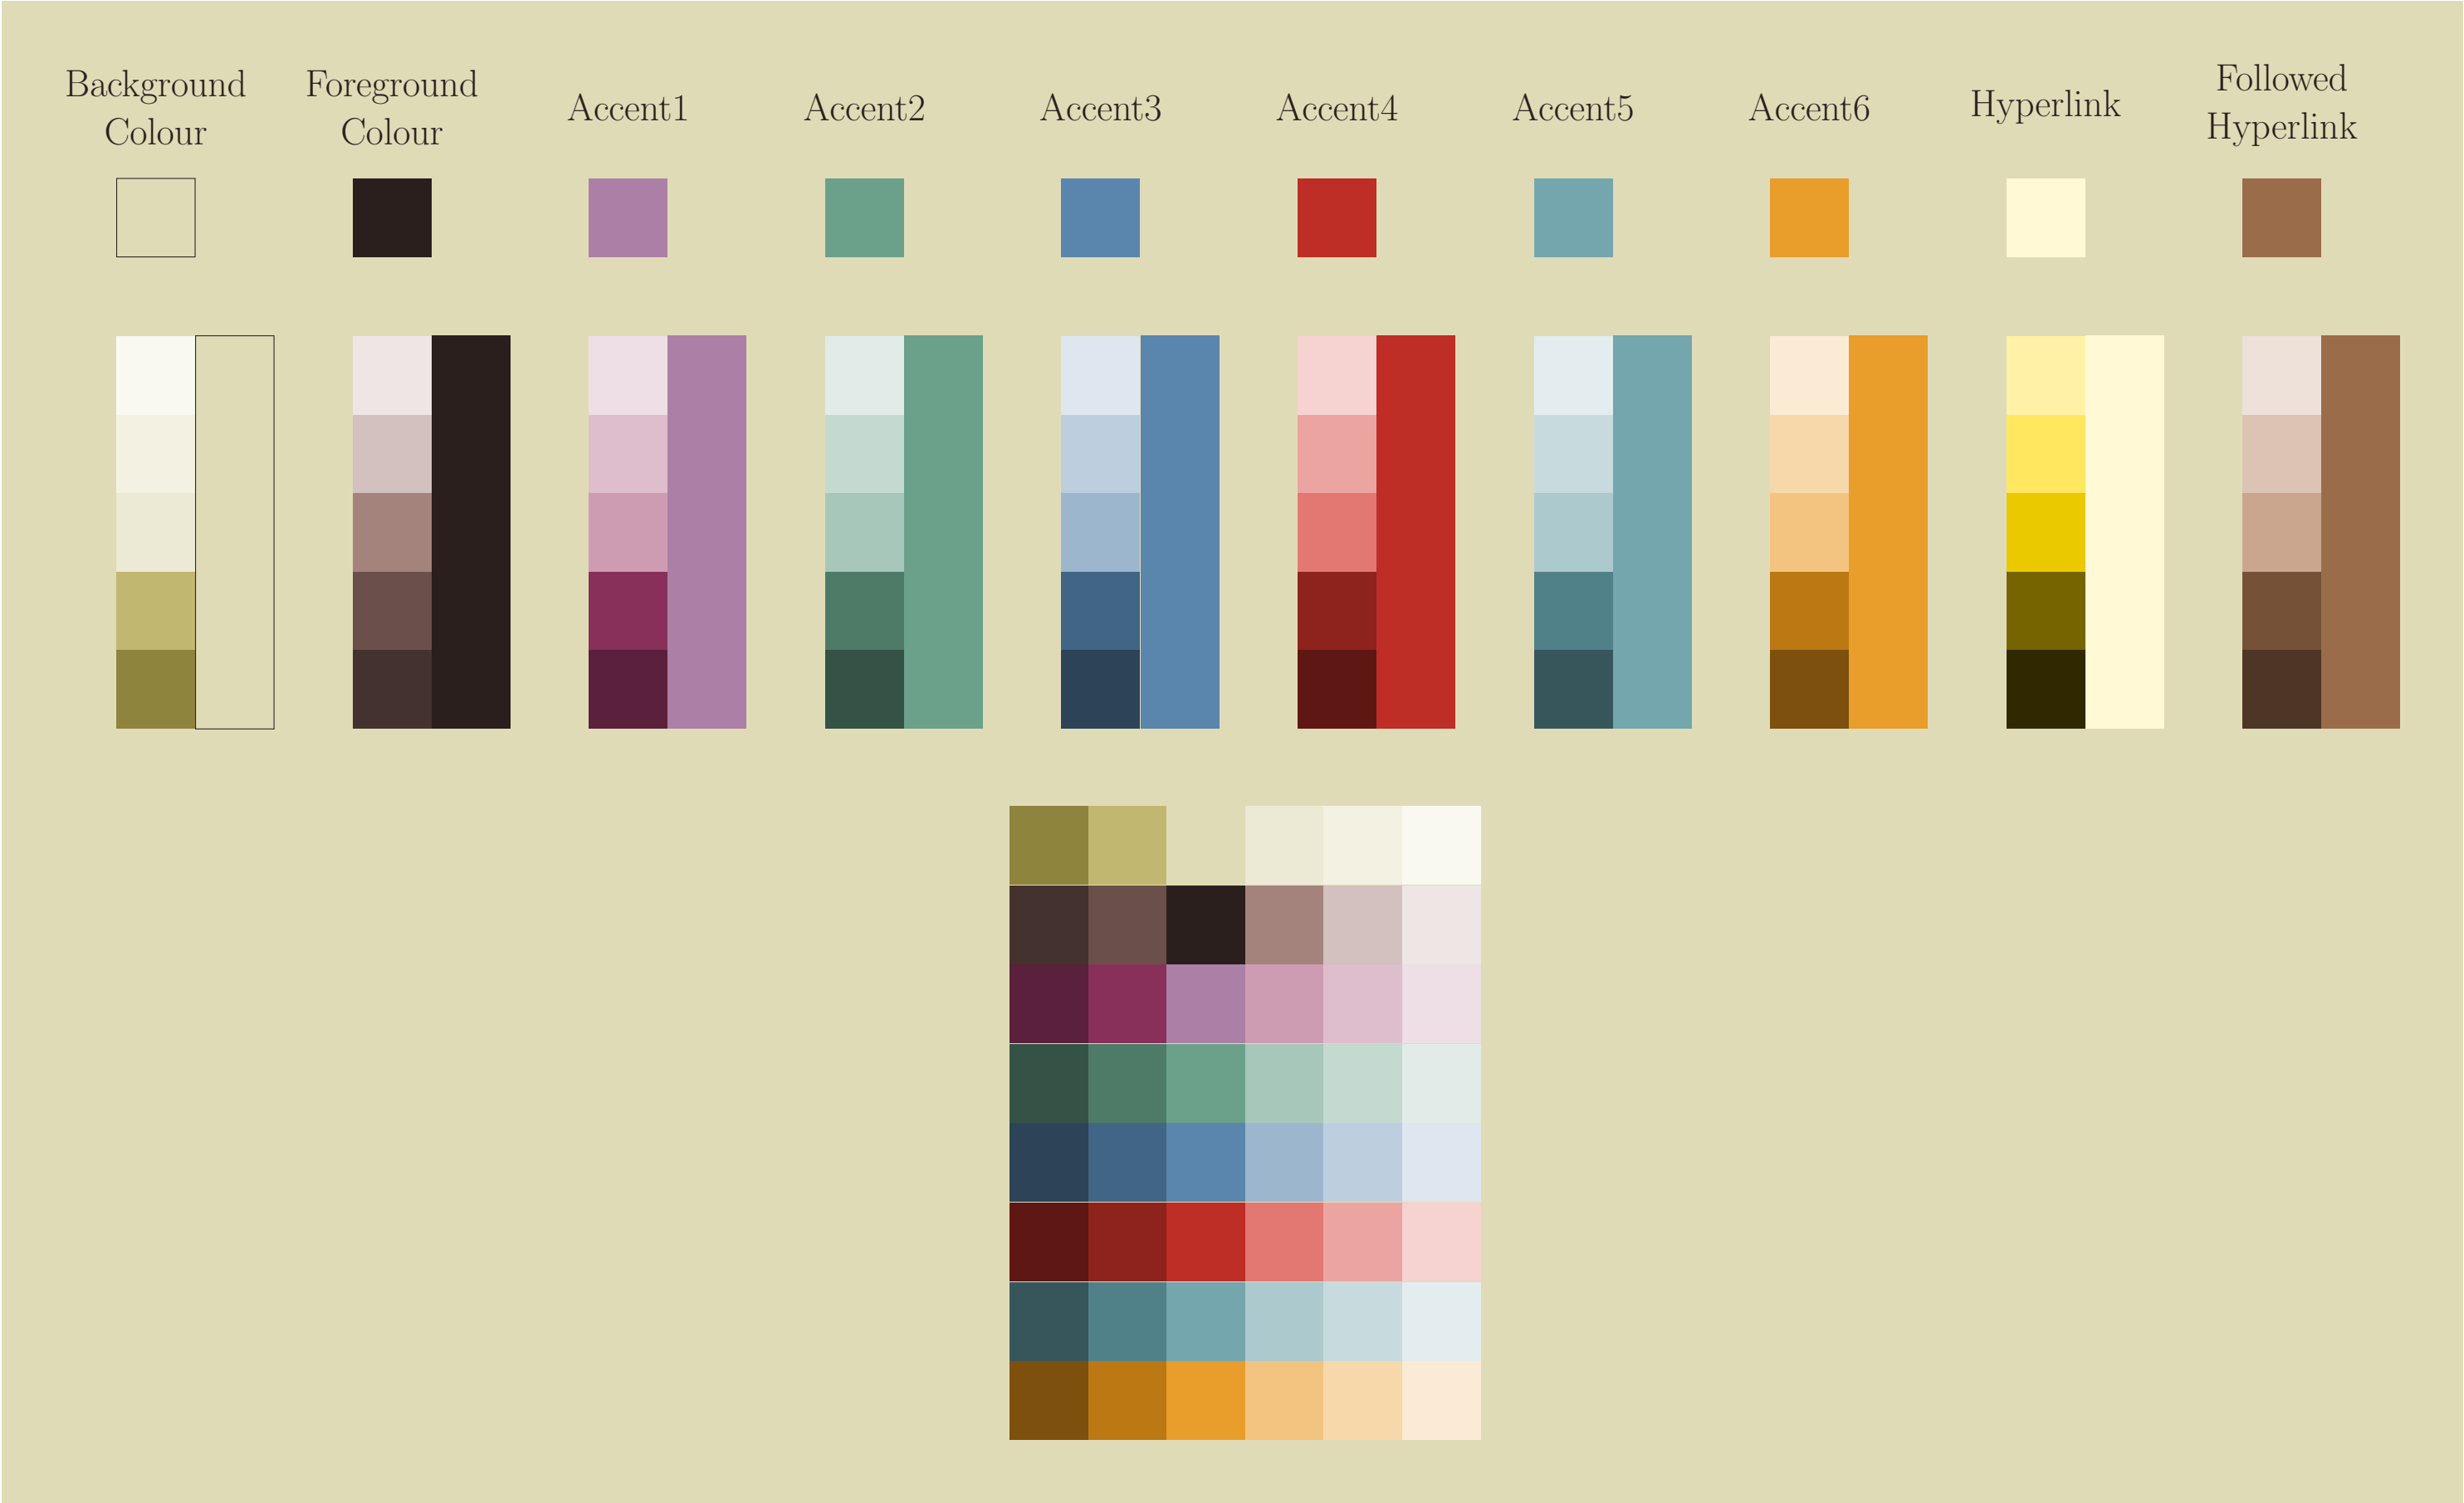 Background
Colour
Foreground
Colour
Accent1
Accent2
Accent3
Accent4
Accent5
Accent6
Hyperlink
Followed
Hyperlink